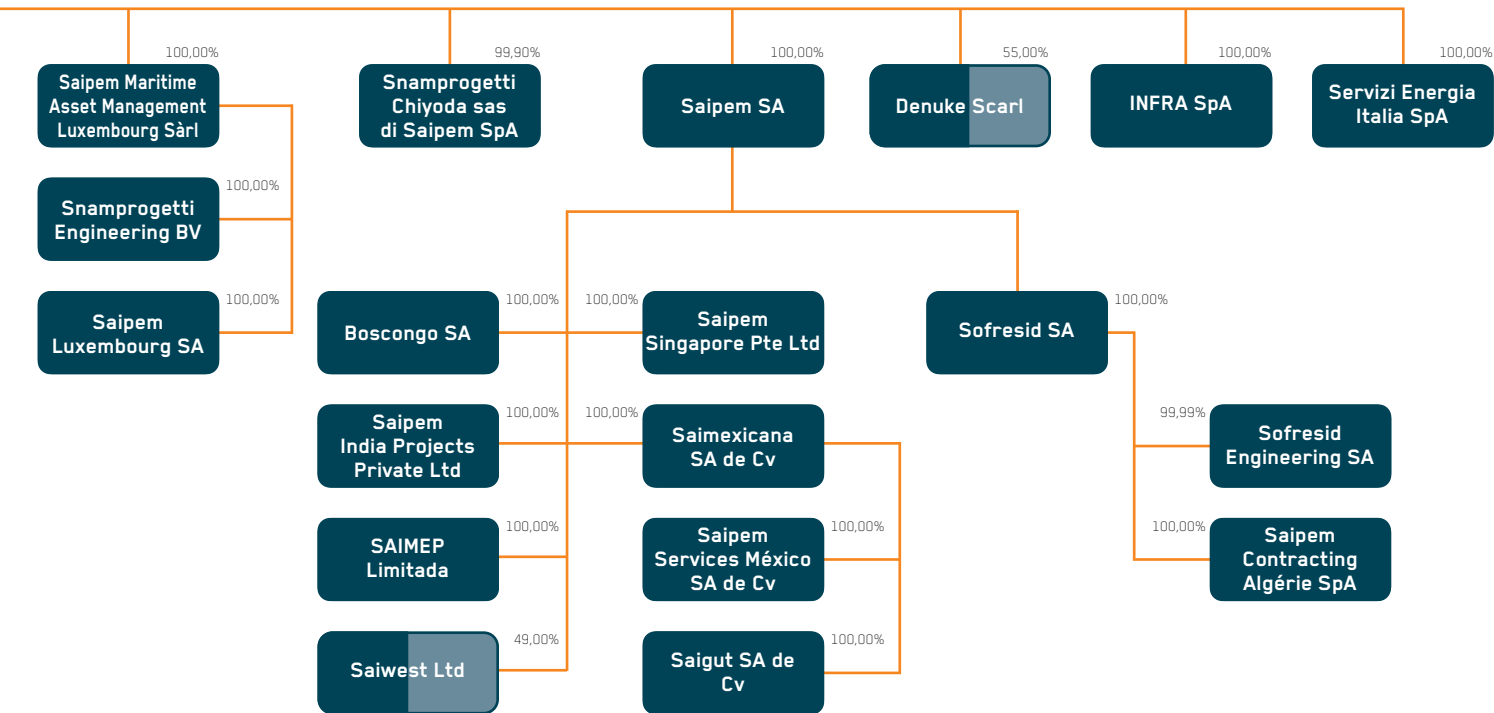 100,00%
99,90%
100,00%
55,00%
100,00%
100,00%
Saipem Maritime
Asset Management
Luxembourg Sàrl
Snamprogetti
Chiyoda sas
di Saipem SpA
Saipem SA
Denuke Scarl
INFRA SpA
Servizi Energia
Italia SpA
100,00%
Snamprogetti
Engineering BV
100,00%
Saipem
Luxembourg SA
100,00%
Boscongo SA
100,00%
Saipem
Singapore Pte Ltd
100,00%
Sofresid SA
100,00%
Saipem
India Projects
Private Ltd
100,00%
Saimexicana
SA de Cv
99,99%
Sofresid
Engineering SA
100,00%
SAIMEP
Limitada
100,00%
Saipem
Services México
SA de Cv
100,00%
Saipem
Contracting
Algérie SpA
49,00%
Saiwest Ltd
100,00%
Saigut SA de
Cv